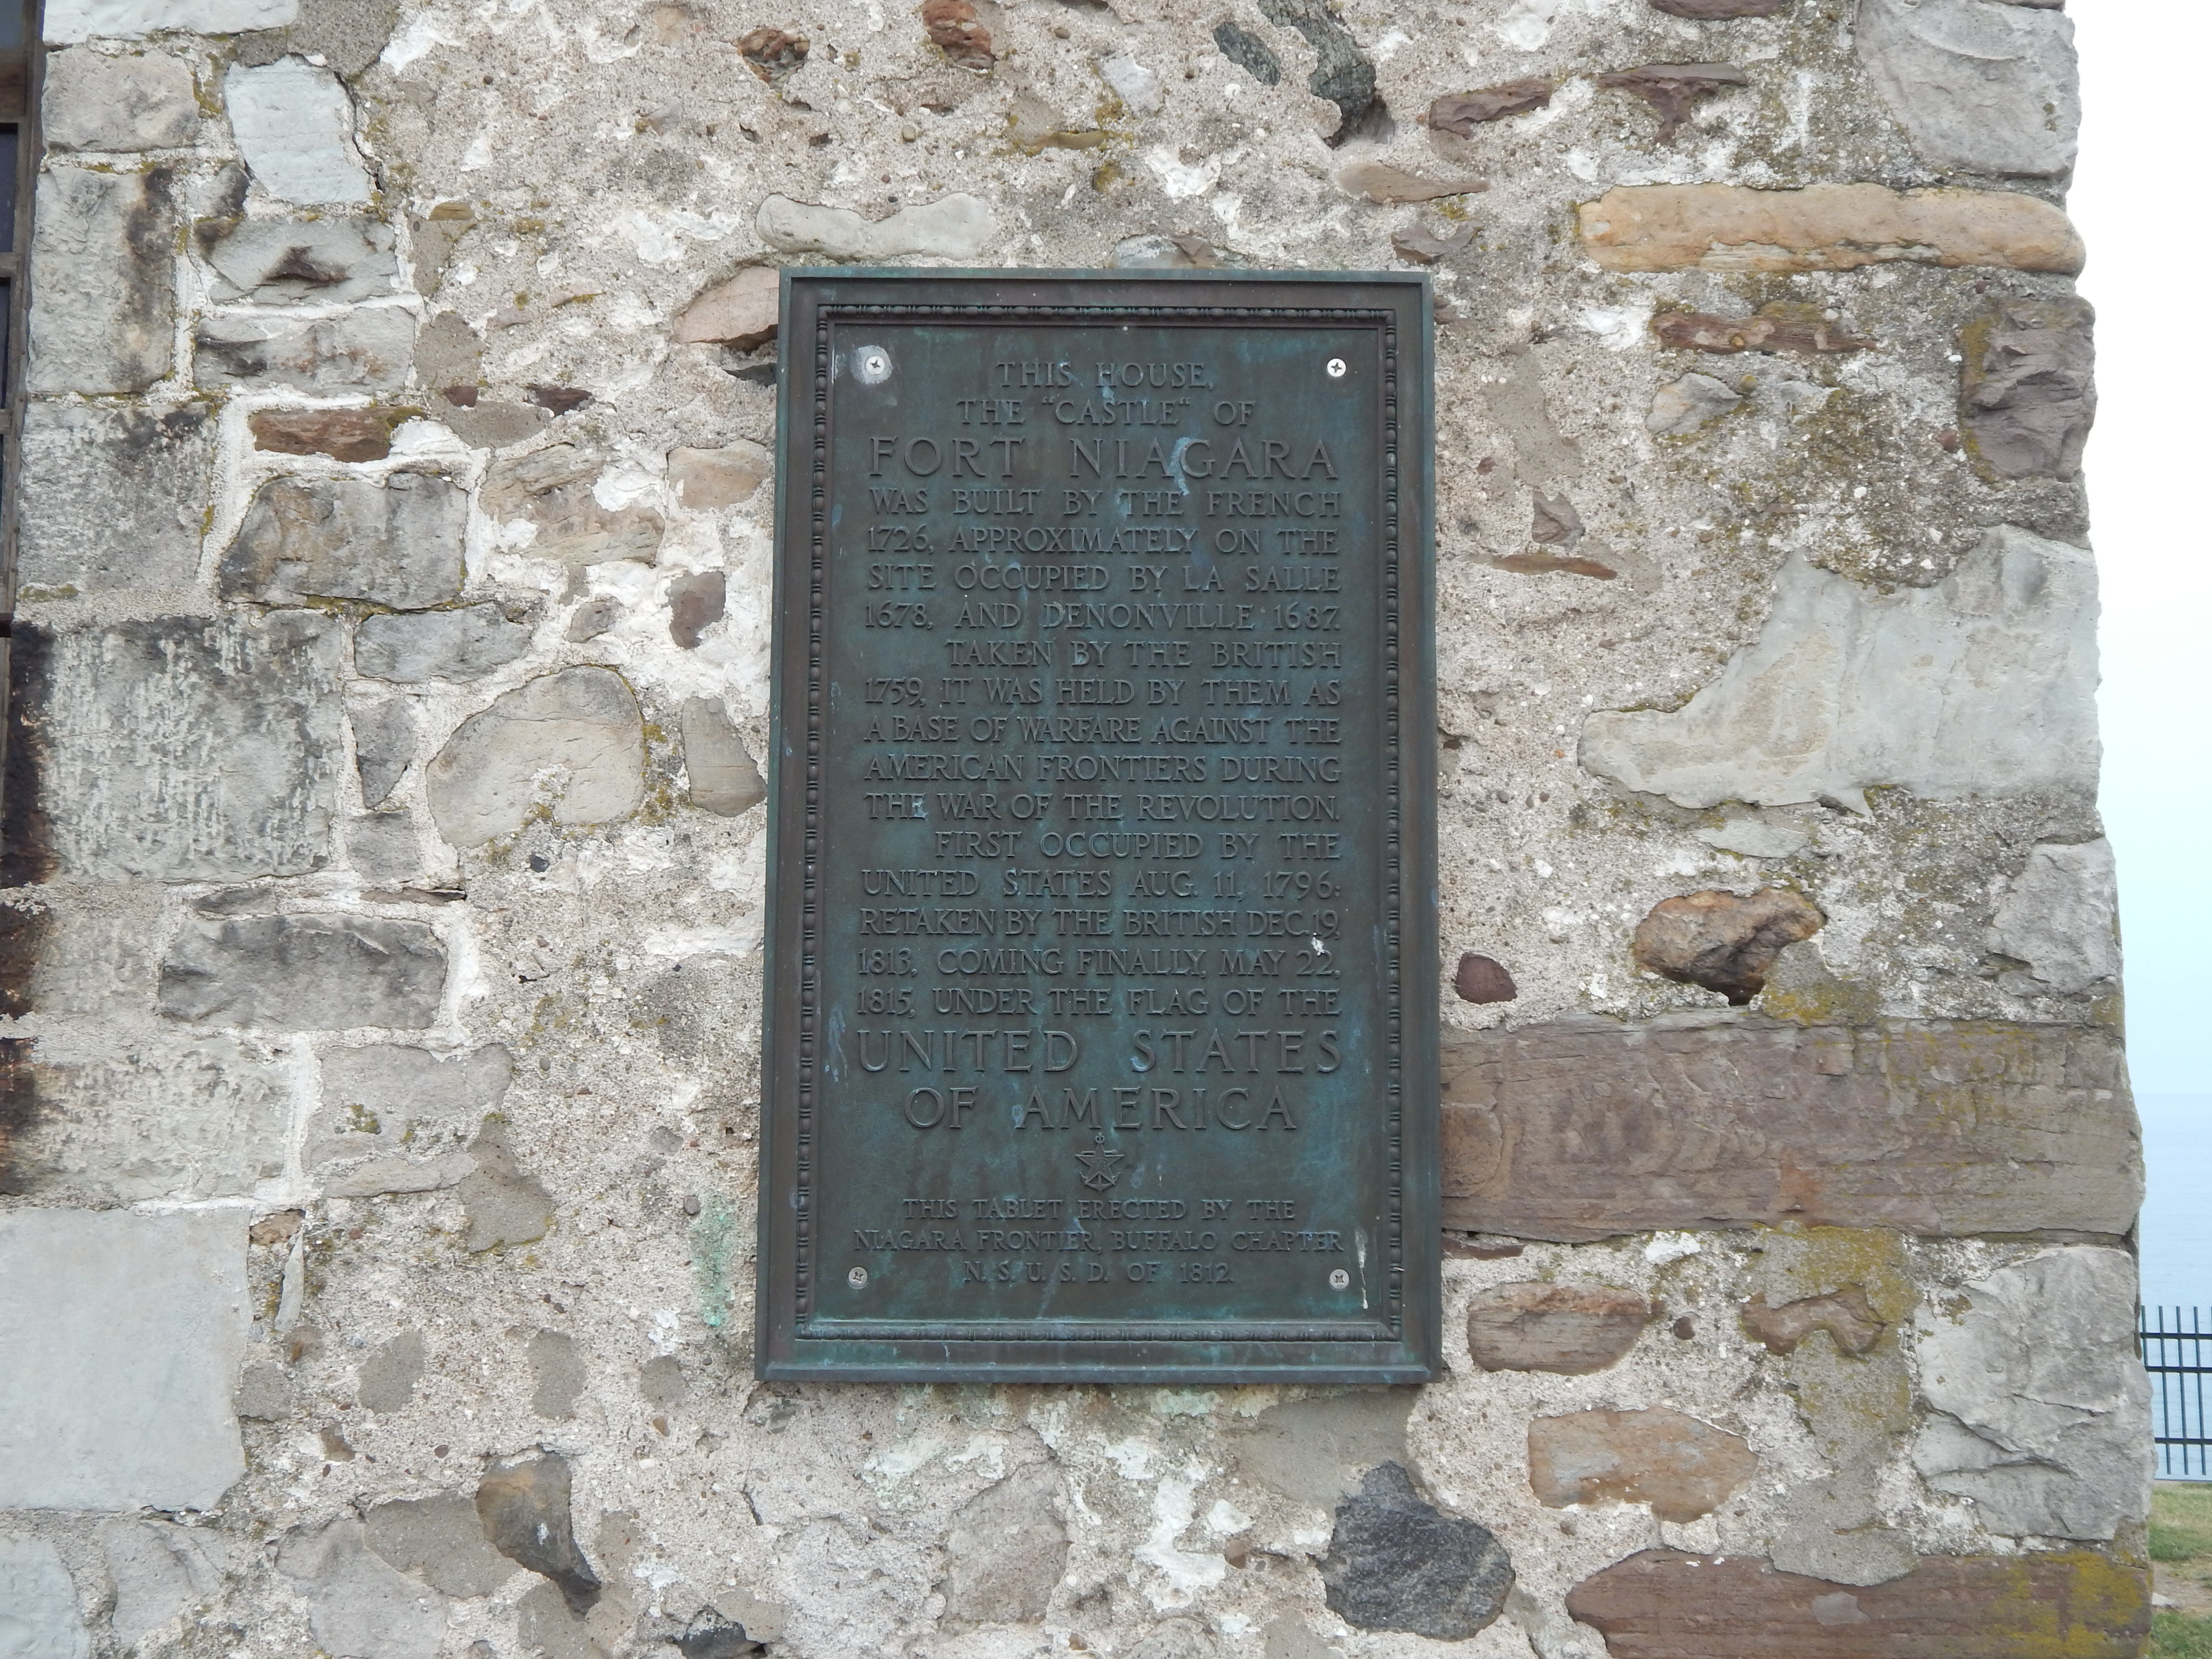 THIS HOUSE,
THE “CASTLE“ OF
FORT NIAGARA
WAS BUILT BY THE FRENCH
1726, APPROXIMATELY ON THE
SITE OCCUPIED BY LA SALLE
1678, AND DENONVILLE 1687.
TAKEN BY THE BRITISH
1759, IT WAS HELD BY THEM AS
A BASE OF WARFARE AGAINST THE
AMERICAN FRONTIERS DURING
THE WAR OF THE REVOLUTION.
FIRST OCCUPIED BY THE
UNITED STATES AUG. 11, 1796;
RETAKEN BY THE BRITISH DEC. 19,
1813, COMING FINALLY, MAY 22,
1815, UNDER THE FLAG OF THE
UNITED STATES
OF AMERICA
THIS TABLET ERECTED BY THE
NIAGARA FRONTIER, BUFFALO CHAPTER
N. S. U. S. D. OF 1812.